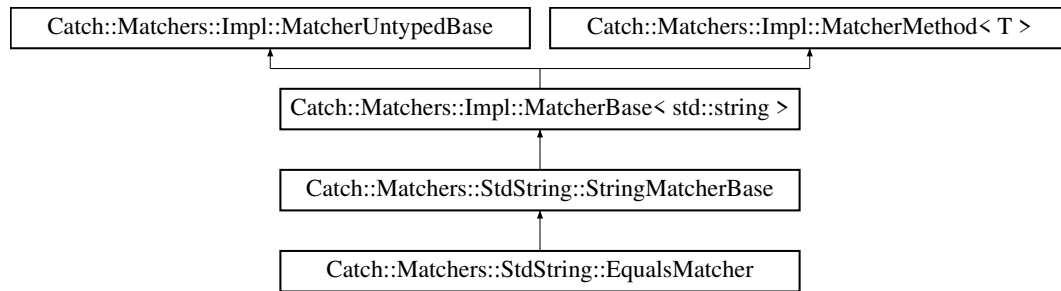 Catch::Matchers::Impl::MatcherUntypedBase
Catch::Matchers::Impl::MatcherMethod< T >
Catch::Matchers::Impl::MatcherBase< std::string >
Catch::Matchers::StdString::StringMatcherBase
Catch::Matchers::StdString::EqualsMatcher